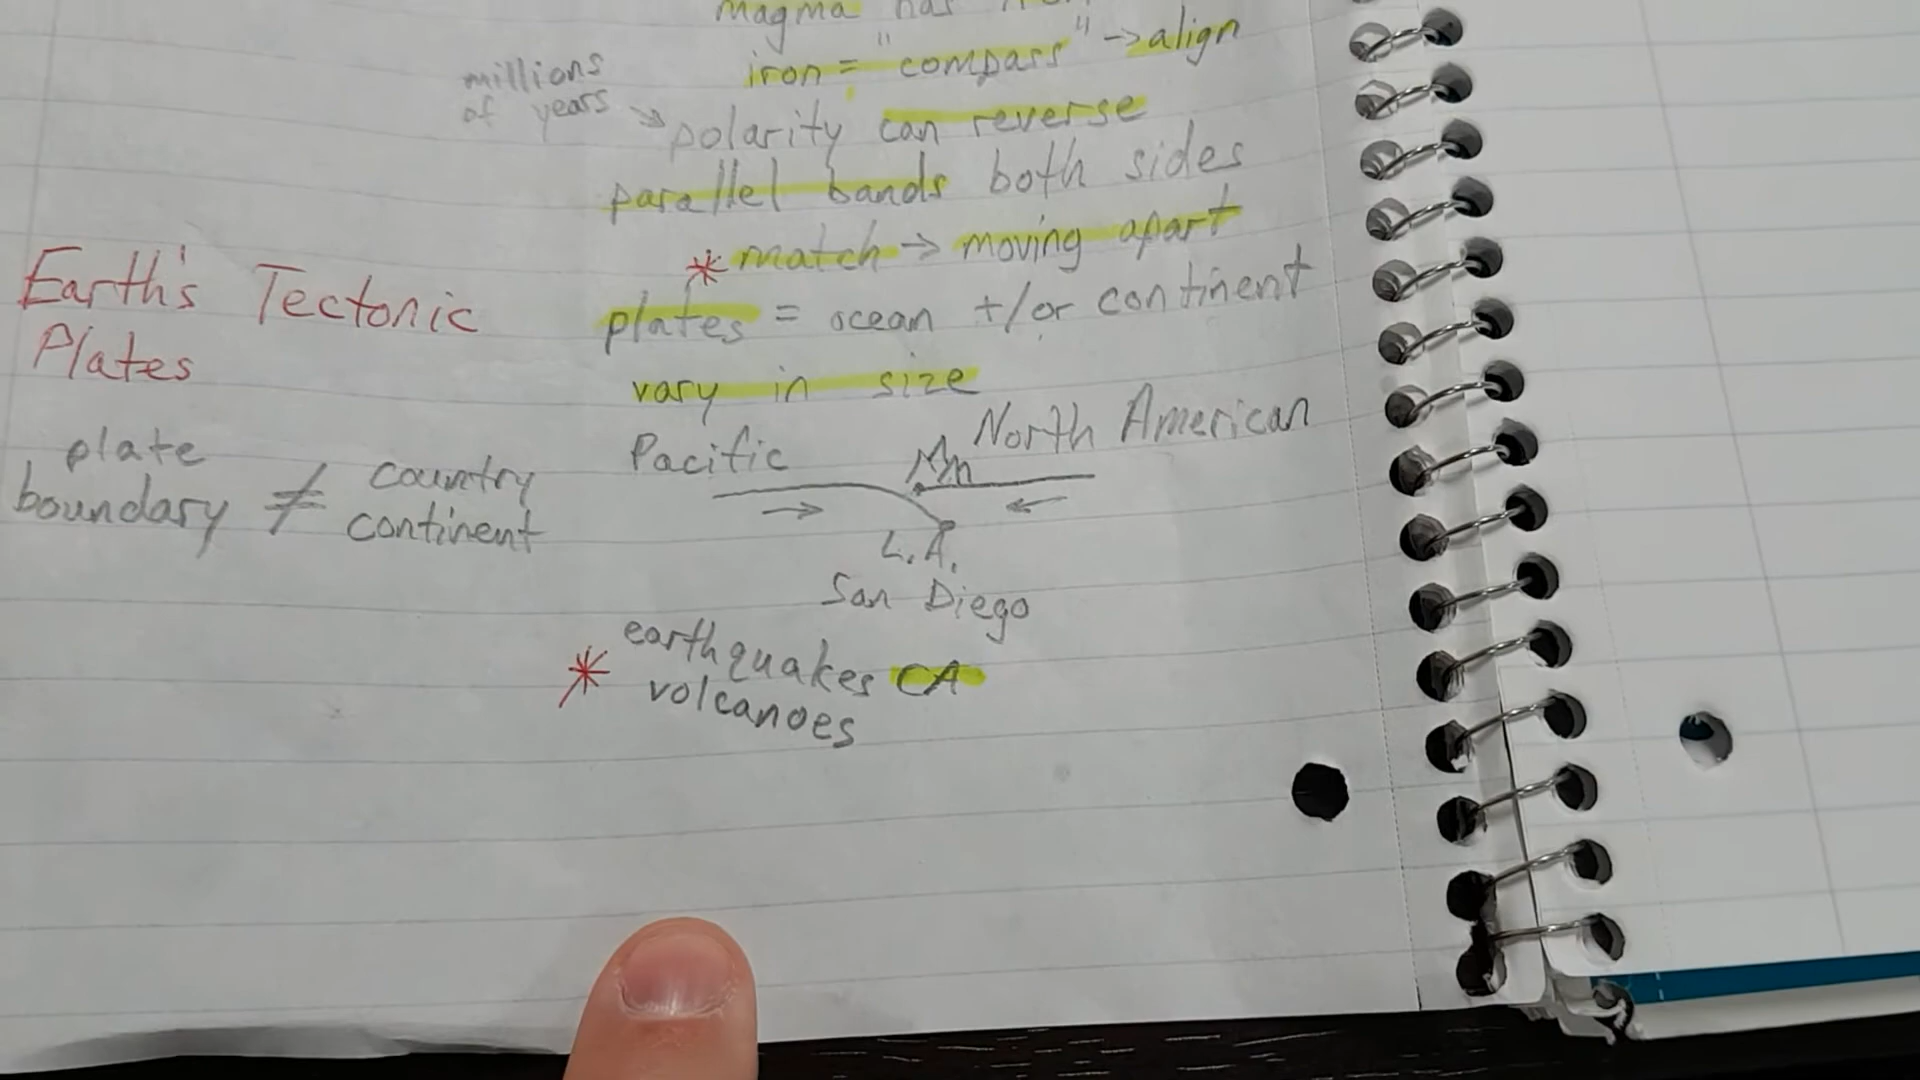 magma has
iron = "compass" -> align
millions
of years -> polarity can reverse
parallel bands both sides
* match -> moving apart
Earth's Tectonic
Plates
plates = ocean +/or continent
vary in size
plate
boundary ≠ country
continent
Pacific
North American
L.A.
San Diego
* earthquakes CA
volcanoes